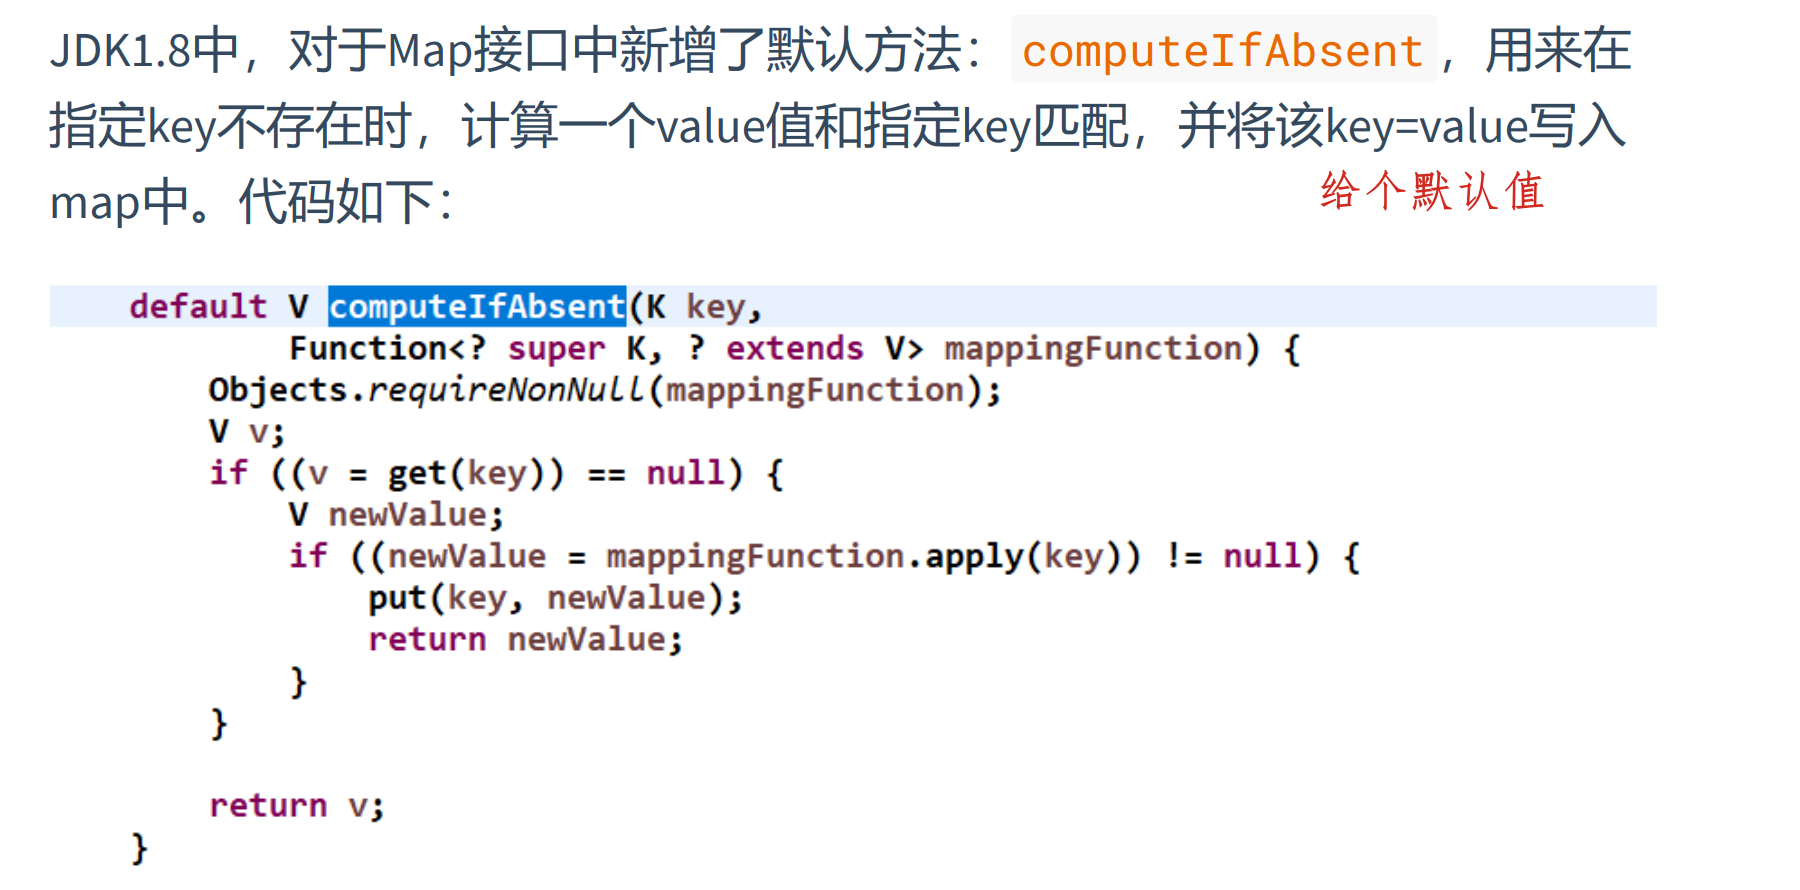 JDK1.8中，对于Map接口中新增了默认方法：computeIfAbsent，用来在
指定key不存在时，计算一个value值和指定key匹配，并将该key=value写入
map中。代码如下：
给个默认值
default V computeIfAbsent(K key,
Function<? super K, ? extends V> mappingFunction) {
Objects.requireNonNull(mappingFunction);
V v;
if ((v = get(key)) == null) {
V newValue;
if ((newValue = mappingFunction.apply(key)) != null) {
put(key, newValue);
return newValue;
}
}
return v;
}